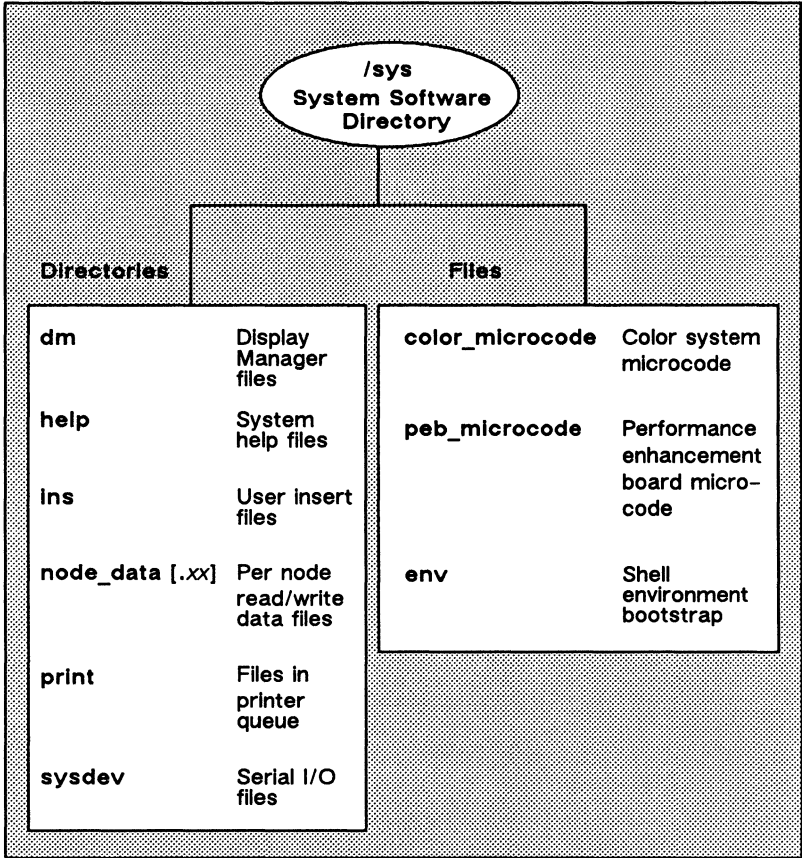 /sys
System Software
Directory
Directories
dm Display
Manager
files
help System
help files
ins User insert
files
node_data [.xx] Per node
read/write
data files
print Files in
printer
queue
sysdev Serial I/O
files
Files
color_microcode Color system
microcode
peb_microcode Performance
enhancement
board micro-
code
env Shell
environment
bootstrap